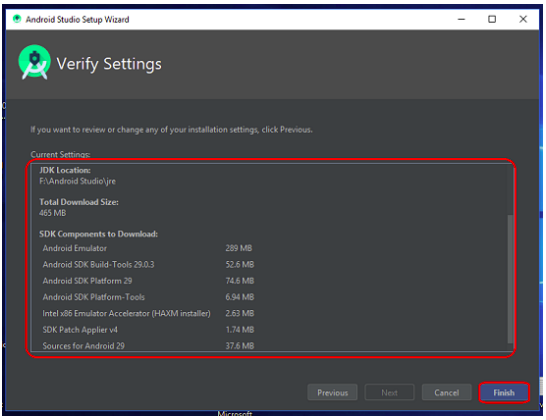 Android Studio Setup Wizard
Verify Settings
If you want to review or change any of your installation settings, click Previous.
Current Settings:
JDK Location:
F:\Android Studio\jre
Total Download Size:
465 MB
SDK Components to Download:
Android Emulator 289 MB
Android SDK Build-Tools 29.0.3 52.6 MB
Android SDK Platform 29 74.6 MB
Android SDK Platform-Tools 6.94 MB
Intel x86 Emulator Accelerator (HAXM installer) 2.63 MB
SDK Patch Applier v4 1.74 MB
Sources for Android 29 37.6 MB
Previous Next Cancel Finish
Microsoft